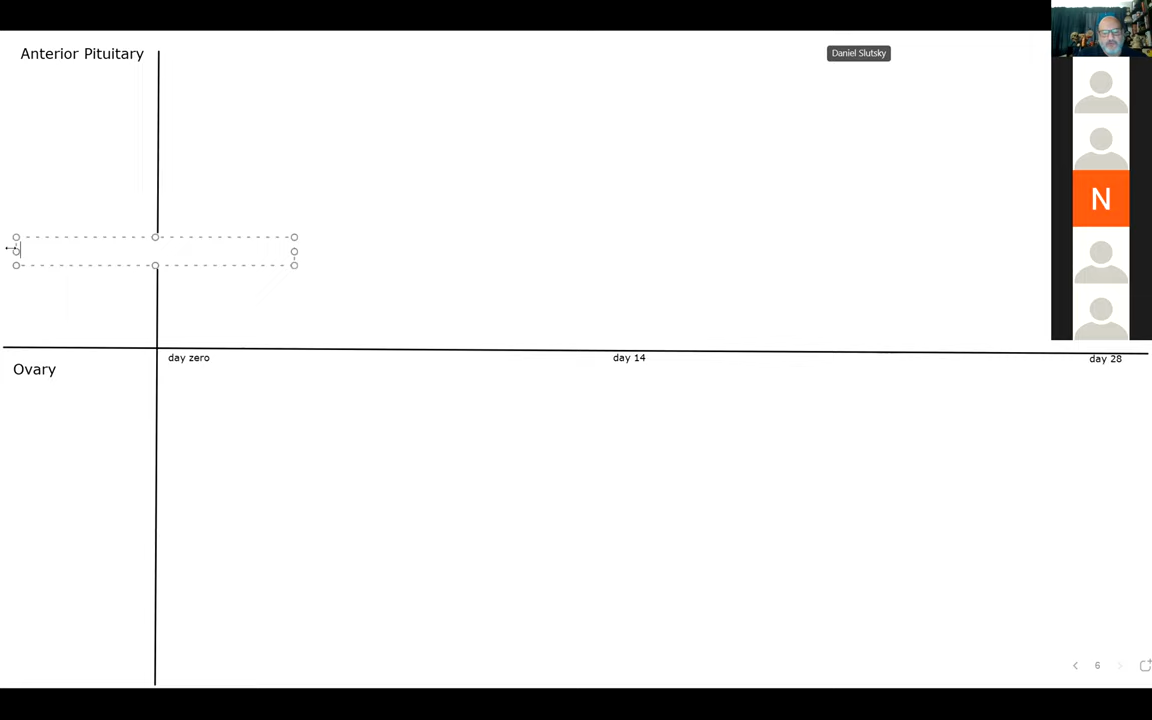 Anterior Pituitary
Daniel Slutsky
N
day zero
day 14
day 28
Ovary
6